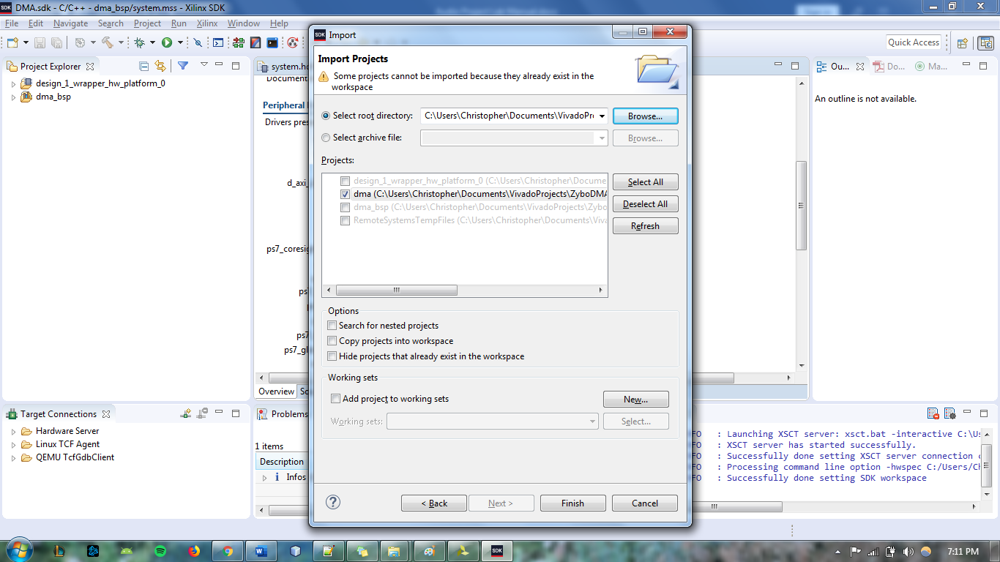 DMA.sdk - C/C++ - dma_bsp/system.mss - Xilinx SDK
File Edit Navigate Search Project Run Xilinx Window Help
Quick Access
Project Explorer
design_1_wrapper_hw_platform_0
dma_bsp
system.hd
Peripheral
Drivers pres
d_axi_
ps7_coresig
ps
ps7
ps7_gl
Overview
Import
SDK
Import Projects
Some projects cannot be imported because they already exist in the
workspace
Select root directory: C:\Users\Christopher\Documents\VivadoPr Browse...
Select archive file: Browse...
Projects:
design_1_wrapper_hw_platform_0 (C:\Users\Christopher\Docume
dma (C:\Users\Christopher\Documents\VivadoProjects\ZyboDMA
dma_bsp (C:\Users\Christopher\Documents\VivadoProjects\Zybo
RemoteSystemsTempFiles (C:\Users\Christopher\Documents\Viva
Select All
Deselect All
Refresh
Options
Search for nested projects
Copy projects into workspace
Hide projects that already exist in the workspace
Working sets
Add project to working sets New...
Working sets: Select...
< Back Next > Finish Cancel
Ou... Do... Ma...
An outline is not available.
Target Connections
Hardware Server
Linux TCF Agent
QEMU TcfGdbClient
Problems
1 items
Description
Infos
FO : Launching XSCT server: xsct.bat -interactive C:\Us
FO : XSCT server has started successfully.
FO : Successfully done setting XSCT server connection
FO : Processing command line option -hwspec C:/Users/Ch
FO : Successfully done setting SDK workspace
SDK
7:11 PM